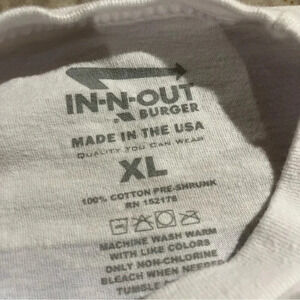 IN-N-OUT
BURGER
MADE IN THE USA
QUALITY YOU CAN WEAR
XL
100% COTTON PRE-SHRUNK
RN 152178
MACHINE WASH WARM
WITH LIKE COLORS
ONLY NON-CHLORINE
BLEACH WHEN NEEDED
TUMBLE